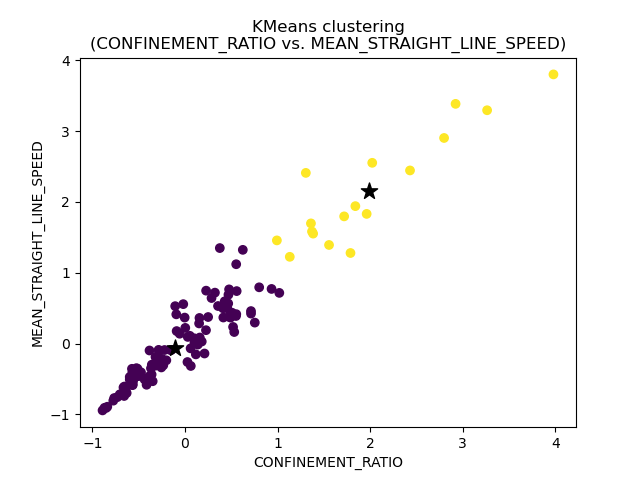 KMeans clustering
(CONFINEMENT_RATIO vs. MEAN_STRAIGHT_LINE_SPEED)
4
3
2
1
0
−1
MEAN_STRAIGHT_LINE_SPEED
−1 0 1 2 3 4
CONFINEMENT_RATIO